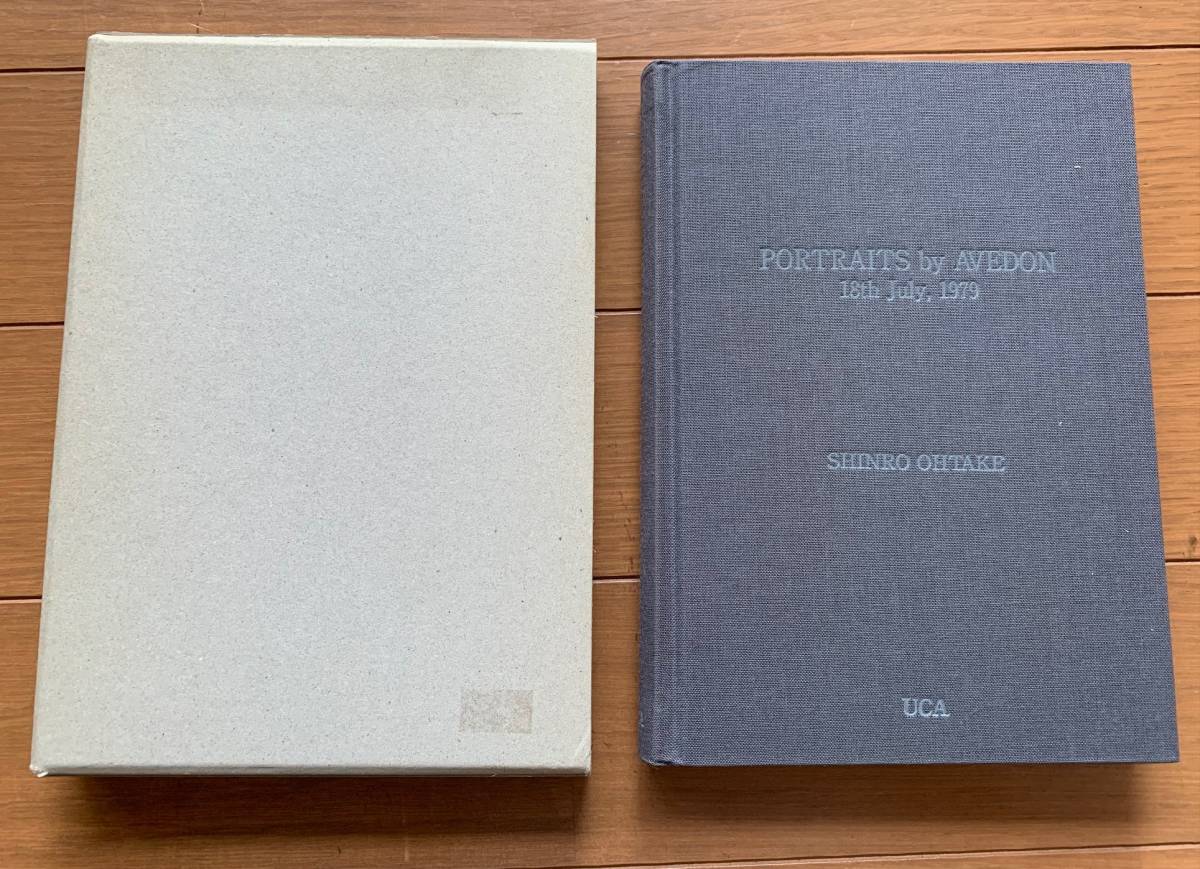 PORTRAITS by AVEDON
18th July, 1979
SHINRO OHTAKE
UCA